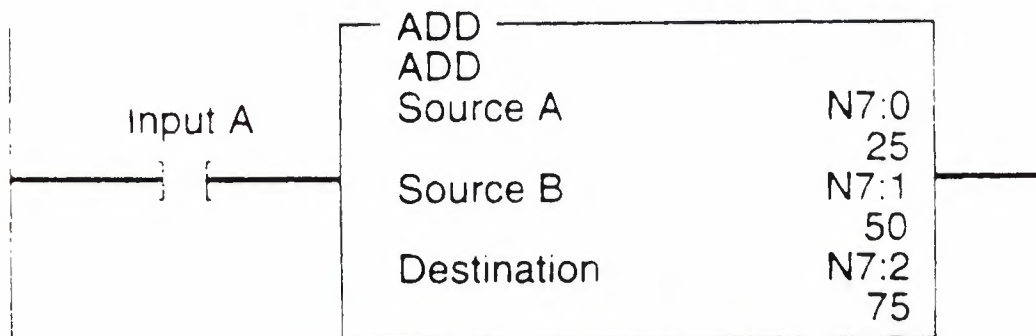 ADD
ADD
Input A
Source A N7:0
25
Source B N7:1
50
Destination N7:2
75